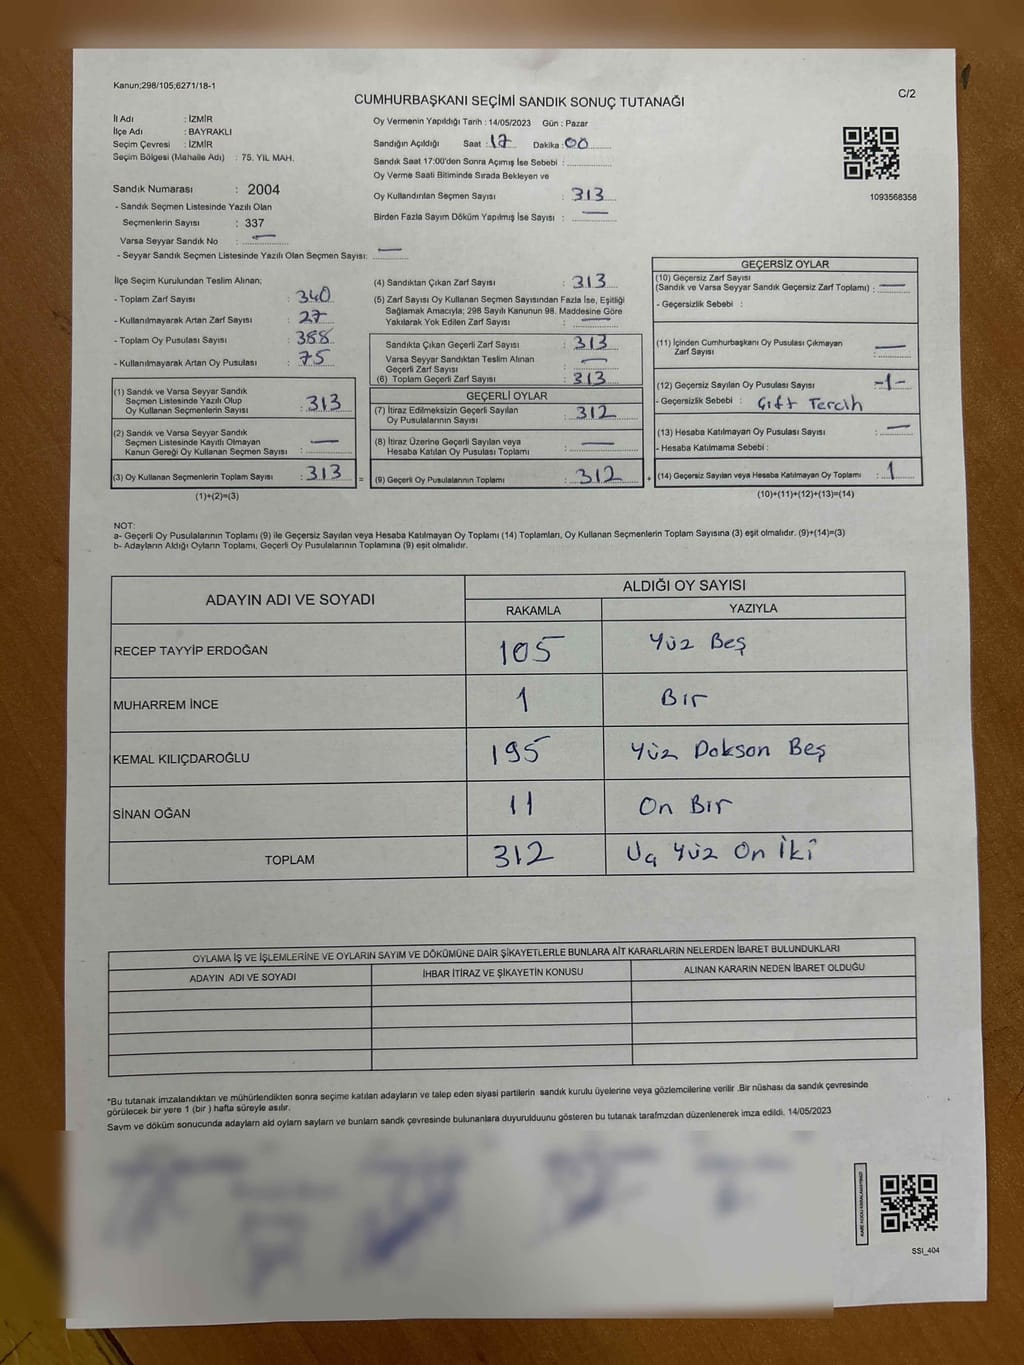 Kanun;298/105;6271/18-1
CUMHURBAŞKANI SEÇİMİ SANDIK SONUÇ TUTANAĞI
C/2
İl Adı : İZMİR
İlçe Adı : BAYRAKLI
Seçim Çevresi : İZMİR
Seçim Bölgesi (Mahalle Adı) : 75. YIL MAH.
Sandık Numarası : 2004
- Sandık Seçmen Listesinde Yazılı Olan
Seçmenlerin Sayısı : 337
Varsa Seyyar Sandık No : —
- Seyyar Sandık Seçmen Listesinde Yazılı Olan Seçmen Sayısı: —
Oy Vermenin Yapıldığı Tarih : 14/05/2023 Gün : Pazar
Sandığın Açıldığı Saat : 17 Dakika : 00
Sandık Saat 17:00'den Sonra Açımış İse Sebebi :
Oy Verme Saati Bitiminde Sırada Bekleyen ve
Oy Kullandırılan Seçmen Sayısı : 313
Birden Fazla Sayım Döküm Yapılmış İse Sayısı : —
1093568358
İlçe Seçim Kurulundan Teslim Alınan;
- Toplam Zarf Sayısı : 340
- Kullanılmayarak Artan Zarf Sayısı : 27
- Toplam Oy Pusulası Sayısı : 388
- Kullanılmayarak Artan Oy Pusulası : 75
(1) Sandık ve Varsa Seyyar Sandık
Seçmen Listesinde Yazılı Olup
Oy Kullanan Seçmenlerin Sayısı : 313
(2) Sandık ve Varsa Seyyar Sandık
Seçmen Listesinde Kayıtlı Olmayan
Kanun Gereği Oy Kullanan Seçmen Sayısı : —
(3) Oy Kullanan Seçmenlerin Toplam Sayısı : 313 =
(1)+(2)=(3)
(4) Sandıktan Çıkan Zarf Sayısı : 313
(5) Zarf Sayısı Oy Kullanan Seçmen Sayısından Fazla İse, Eşitliği
Sağlamak Amacıyla; 298 Sayılı Kanunun 98. Maddesine Göre
Yakılarak Yok Edilen Zarf Sayısı : —
Sandıkta Çıkan Geçerli Zarf Sayısı : 313
Varsa Seyyar Sandıktan Teslim Alınan
Geçerli Zarf Sayısı : —
(6) Toplam Geçerli Zarf Sayısı : 313
GEÇERLİ OYLAR
(7) İtiraz Edilmeksizin Geçerli Sayılan
Oy Pusulalarının Sayısı : 312
(8) İtiraz Üzerine Geçerli Sayılan veya
Hesaba Katılan Oy Pusulası Toplamı : —
(9) Geçerli Oy Pusulalarının Toplamı : 312 +
GEÇERSİZ OYLAR
(10) Geçersiz Zarf Sayısı
(Sandık ve Varsa Seyyar Sandık Geçersiz Zarf Toplamı) : —
- Geçersizlik Sebebi :
(11) İçinden Cumhurbaşkanı Oy Pusulası Çıkmayan
Zarf Sayısı : —
(12) Geçersiz Sayılan Oy Pusulası Sayısı : -1-
- Geçersizlik Sebebi : Çift Tercih
(13) Hesaba Katılmayan Oy Pusulası Sayısı : —
- Hesaba Katılmama Sebebi :
(14) Geçersiz Sayılan veya Hesaba Katılmayan Oy Toplamı : 1
(10)+(11)+(12)+(13)=(14)
NOT:
a- Geçerli Oy Pusulalarının Toplamı (9) ile Geçersiz Sayılan veya Hesaba Katılmayan Oy Toplamı (14) Toplamları, Oy Kullanan Seçmenlerin Toplam Sayısına (3) eşit olmalıdır. (9)+(14)=(3)
b- Adayların Aldığı Oyların Toplamı, Geçerli Oy Pusulalarının Toplamına (9) eşit olmalıdır.
ADAYIN ADI VE SOYADI ALDIĞI OY SAYISI
RAKAMLA YAZIYLA
RECEP TAYYİP ERDOĞAN 105 Yüz Beş
MUHARREM İNCE 1 Bir
KEMAL KILIÇDAROĞLU 195 Yüz Dokson Beş
SİNAN OĞAN 11 On Bir
TOPLAM 312 Üç Yüz On İki
OYLAMA İŞ VE İŞLEMLERİNE VE OYLARIN SAYIM VE DÖKÜMÜNE DAİR ŞİKAYETLERLE BUNLARA AİT KARARLARIN NELERDEN İBARET BULUNDUKLARI
ADAYIN ADI VE SOYADI İHBAR İTİRAZ VE ŞİKAYETİN KONUSU ALINAN KARARIN NEDEN İBARET OLDUĞU
*Bu tutanak imzalandıktan ve mühürlendikten sonra seçime katılan adayların ve talep eden siyasi partilerin sandık kurulu üyelerine veya gözlemcilerine verilir .Bir nüshası da sandık çevresinde
görülecek bir yere 1 (bir ) hafta süreyle asılır.
Sayım ve döküm sonucunda adayların ald oyların sayların ve bunların sandk çevresinde bulunanlara duyurulduunu gösteren bu tutanak tarafmzdan düzenlenerek imza edildi. 14/05/2023
SSI_404